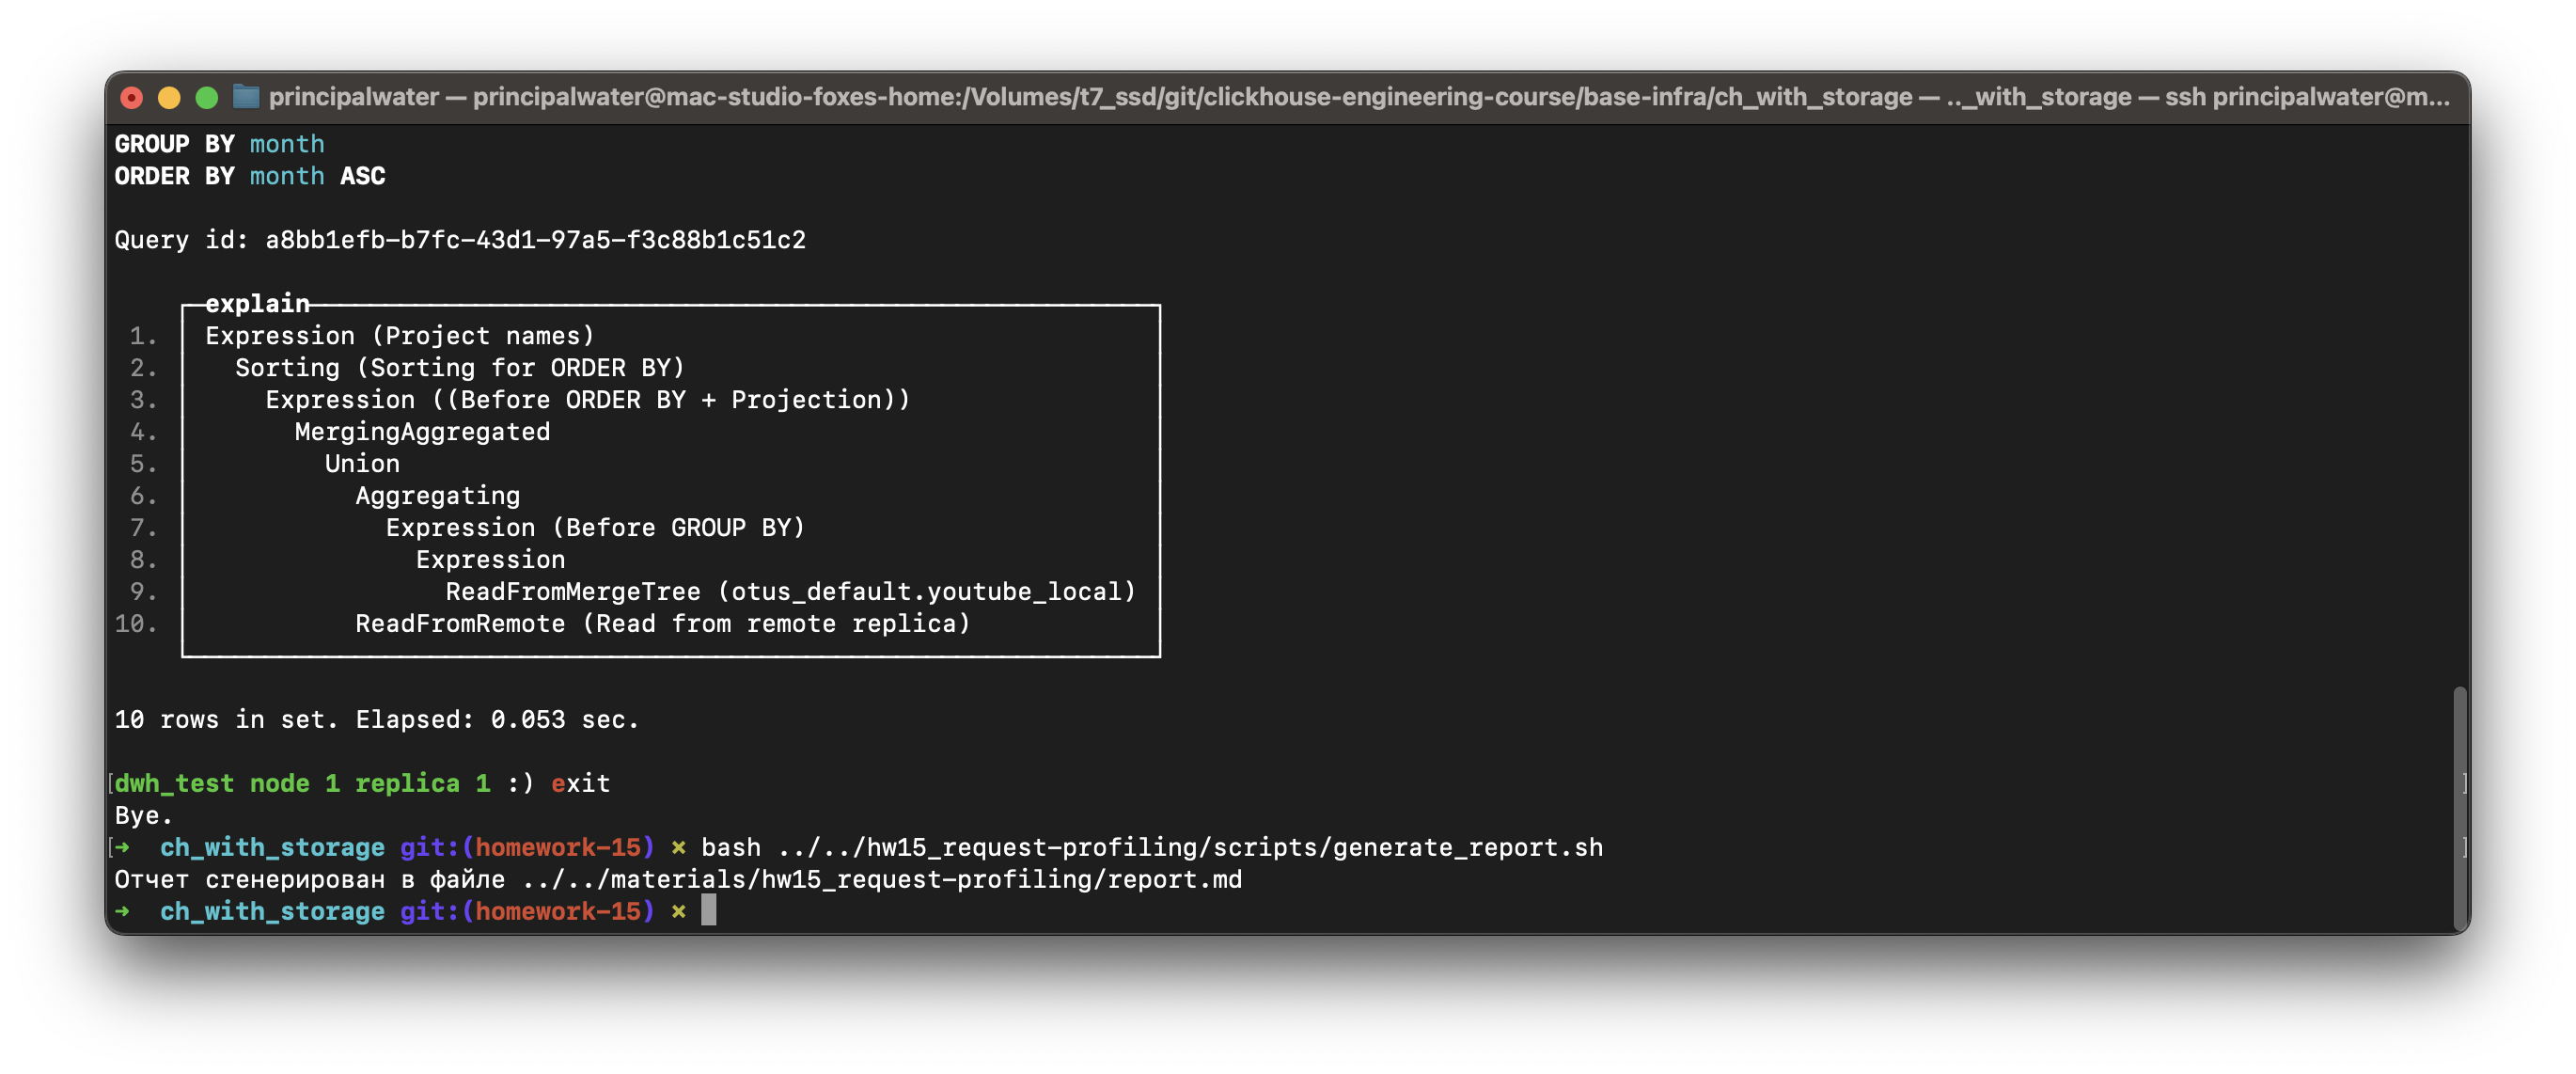 principalwater — principalwater@mac-studio-foxes-home:/Volumes/t7_ssd/git/clickhouse-engineering-course/base-infra/ch_with_storage — .._with_storage — ssh principalwater@m...
GROUP BY month
ORDER BY month ASC
Query id: a8bb1efb-b7fc-43d1-97a5-f3c88b1c51c2
explain
1. Expression (Project names)
2. Sorting (Sorting for ORDER BY)
3. Expression ((Before ORDER BY + Projection))
4. MergingAggregated
5. Union
6. Aggregating
7. Expression (Before GROUP BY)
8. Expression
9. ReadFromMergeTree (otus_default.youtube_local)
10. ReadFromRemote (Read from remote replica)
10 rows in set. Elapsed: 0.053 sec.
[dwh_test node 1 replica 1 :) exit ]
Bye.
[➜ ch_with_storage git:(homework-15) × bash ../../hw15_request-profiling/scripts/generate_report.sh ]
Отчет сгенерирован в файле ../../materials/hw15_request-profiling/report.md
➜ ch_with_storage git:(homework-15) ×